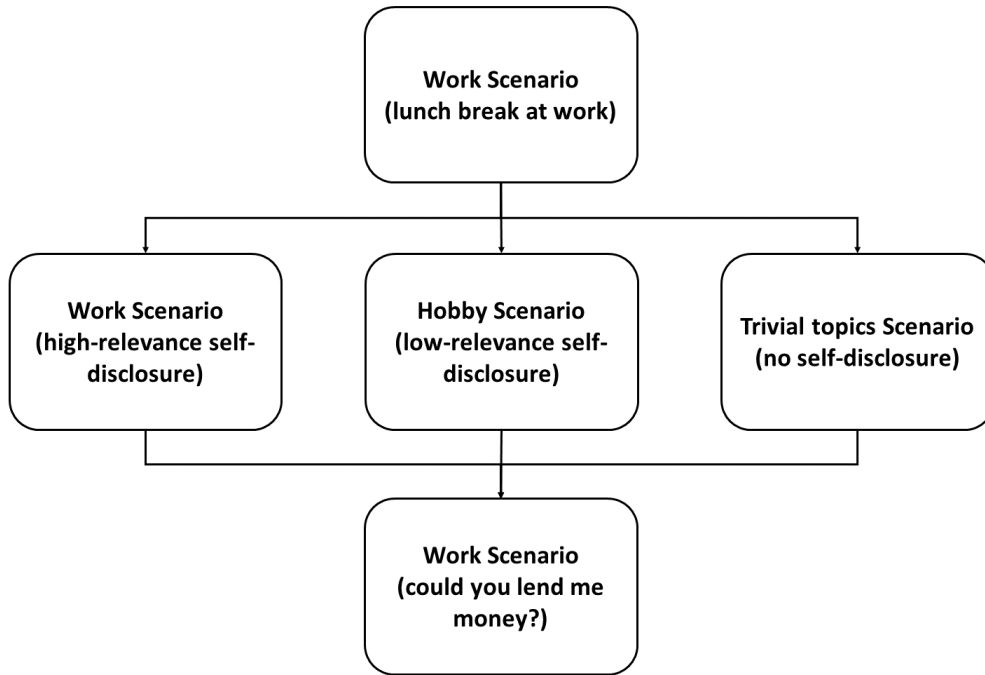 Work Scenario
(lunch break at work)
Work Scenario
(high-relevance self-
disclosure)
Hobby Scenario
(low-relevance self-
disclosure)
Trivial topics Scenario
(no self-disclosure)
Work Scenario
(could you lend me
money?)